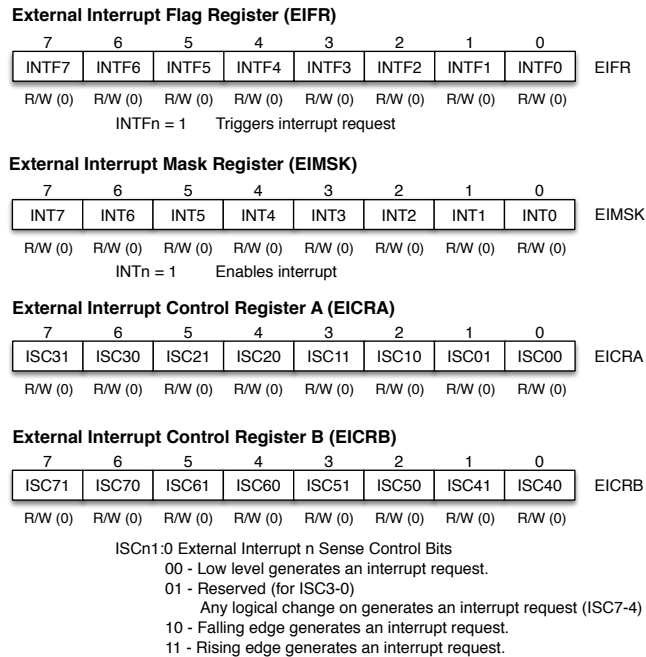 External Interrupt Flag Register (EIFR)
7 6 5 4 3 2 1 0
INTF7 INTF6 INTF5 INTF4 INTF3 INTF2 INTF1 INTF0 EIFR
R/W (0) R/W (0) R/W (0) R/W (0) R/W (0) R/W (0) R/W (0) R/W (0)
INTFn = 1 Triggers interrupt request
External Interrupt Mask Register (EIMSK)
7 6 5 4 3 2 1 0
INT7 INT6 INT5 INT4 INT3 INT2 INT1 INT0 EIMSK
R/W (0) R/W (0) R/W (0) R/W (0) R/W (0) R/W (0) R/W (0) R/W (0)
INTn = 1 Enables interrupt
External Interrupt Control Register A (EICRA)
7 6 5 4 3 2 1 0
ISC31 ISC30 ISC21 ISC20 ISC11 ISC10 ISC01 ISC00 EICRA
R/W (0) R/W (0) R/W (0) R/W (0) R/W (0) R/W (0) R/W (0) R/W (0)
External Interrupt Control Register B (EICRB)
7 6 5 4 3 2 1 0
ISC71 ISC70 ISC61 ISC60 ISC51 ISC50 ISC41 ISC40 EICRB
R/W (0) R/W (0) R/W (0) R/W (0) R/W (0) R/W (0) R/W (0) R/W (0)
ISCn1:0 External Interrupt n Sense Control Bits
00 - Low level generates an interrupt request.
01 - Reserved (for ISC3-0)
Any logical change on generates an interrupt request (ISC7-4)
10 - Falling edge generates an interrupt request.
11 - Rising edge generates an interrupt request.